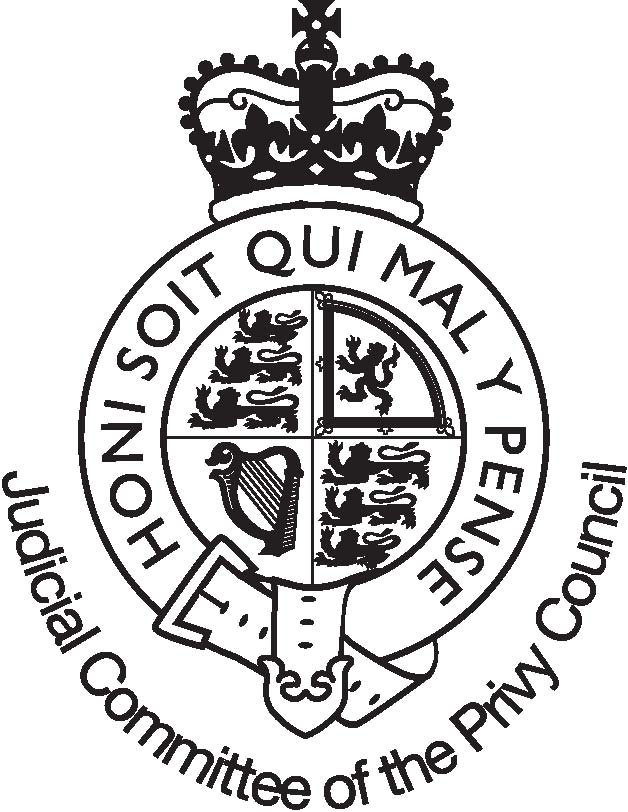 HONI SOIT QUI MAL Y PENSE
Judicial Committee of the Privy Council